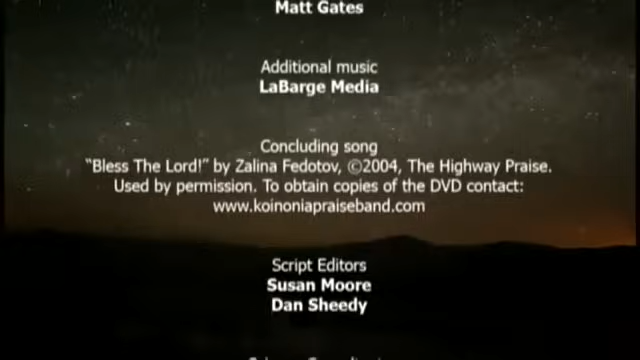 Matt Gates
Additional music
LaBarge Media
Concluding song
“Bless The Lord!” by Zalina Fedotov, ©2004, The Highway Praise.
Used by permission. To obtain copies of the DVD contact:
www.koinoniapraiseband.com
Script Editors
Susan Moore
Dan Sheedy